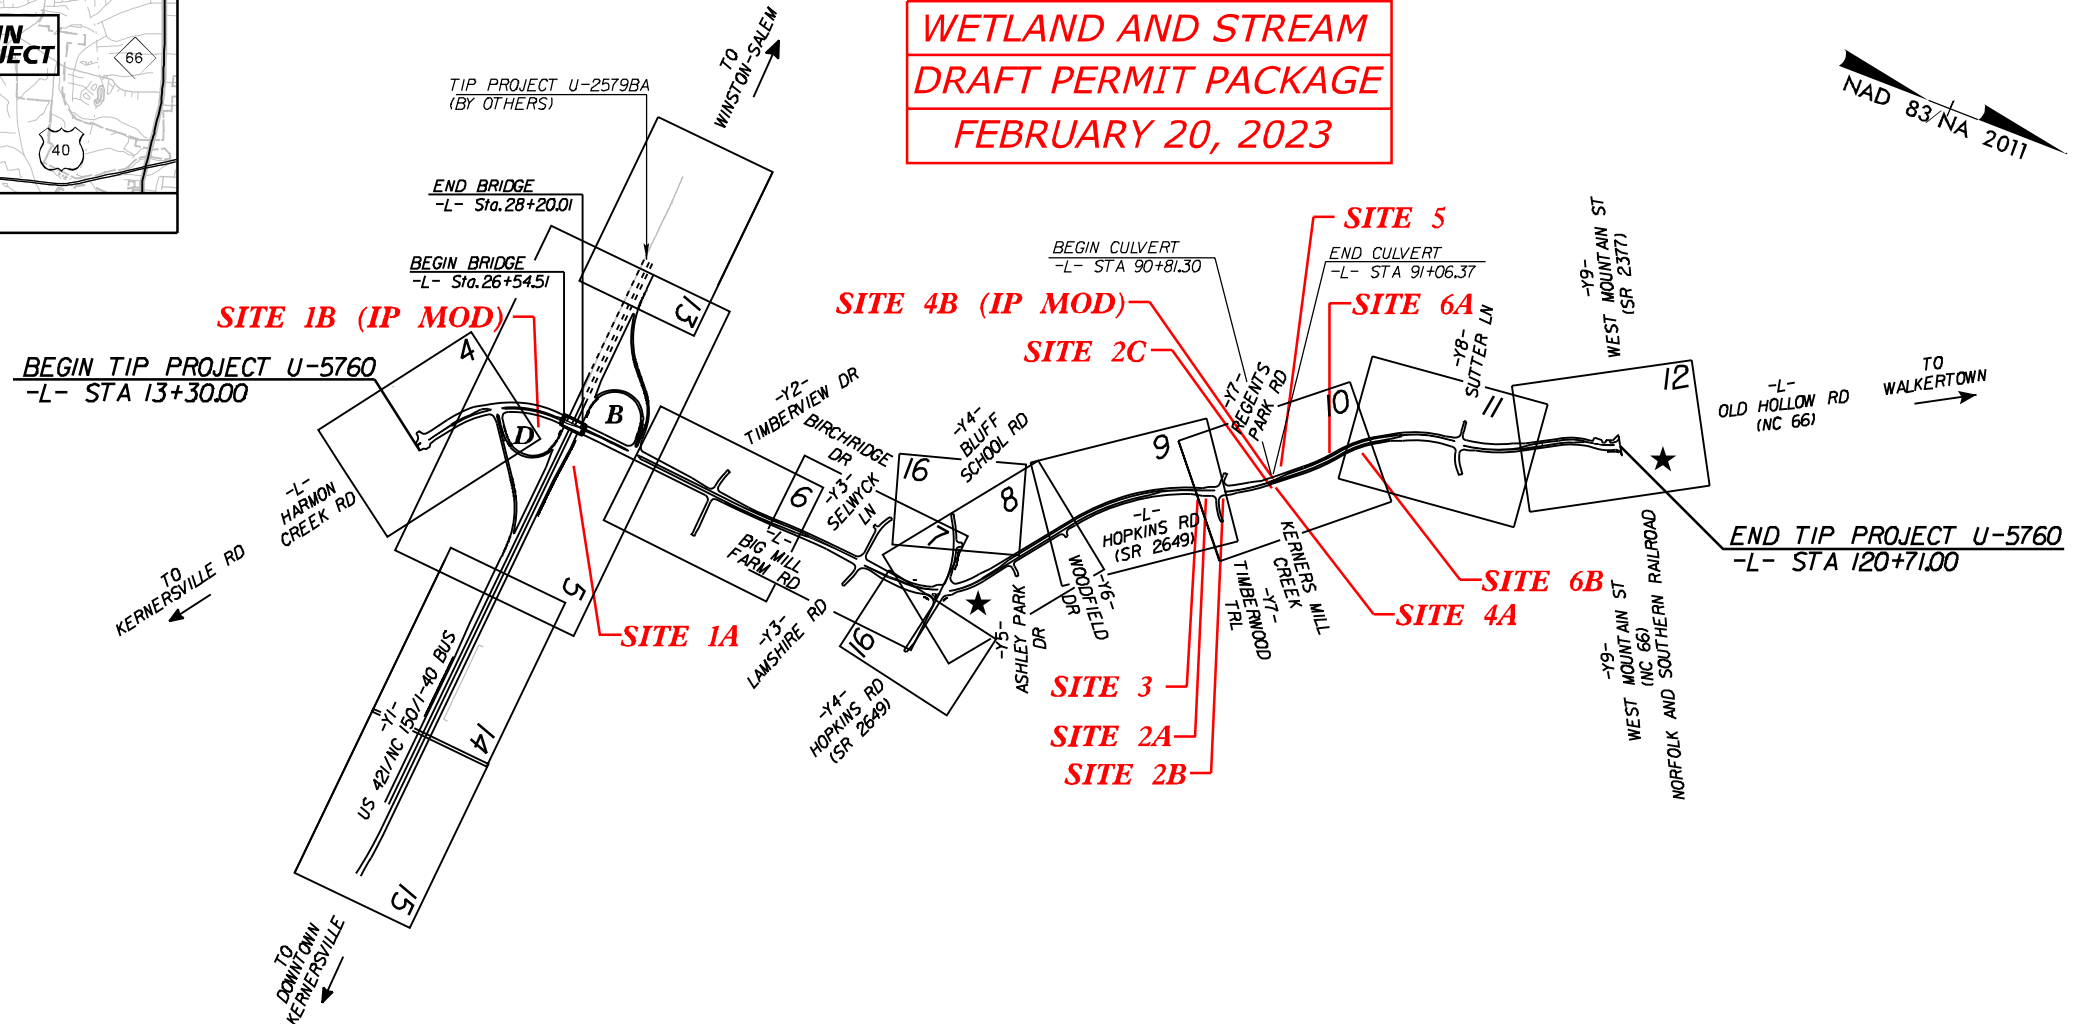 WETLAND AND STREAM
DRAFT PERMIT PACKAGE
FEBRUARY 20, 2023
66
40
TO
WINSTON-SALEM
TIP PROJECT U-2579BA
(BY OTHERS)
NAD 83/NA 2011
END BRIDGE
-L- Sta. 28+20.01
BEGIN BRIDGE
-L- Sta. 26+54.51
SITE 1B (IP MOD)
BEGIN TIP PROJECT U-5760
-L- STA 13+30.00
4
D
B
13
-L-
HARMON
CREEK RD
TO
KERNERSVILLE RD
5
SITE 1A
-Y1-
US 421/NC 150/I-40 BUS
14
15
TO
DOWNTOWN
KERNERSVILLE
-Y2-
TIMBERVIEW DR
BIRCHRIDGE
DR
-Y3-
SELWYCK
LN
6
-L-
BIG MILL
FARM RD
-Y3-
LAMSHIRE RD
16
-Y4-
BLUFF
SCHOOL RD
7
8
16
-Y4-
HOPKINS RD
(SR 2649)
-Y5-
ASHLEY PARK
DR
-Y6-
WOODFIELD
DR
9
-L-
HOPKINS RD
(SR 2649)
SITE 4B (IP MOD)
SITE 2C
BEGIN CULVERT
-L- STA 90+81.30
END CULVERT
-L- STA 91+06.37
SITE 5
SITE 6A
-Y7-
REGENTS
PARK RD
10
-Y7-
TIMBERWOOD
TRL
KERNERS MILL
CREEK
SITE 3
SITE 2A
SITE 2B
SITE 4A
SITE 6B
-Y8-
SUTTER LN
11
12
-Y9-
WEST MOUNTAIN ST
(SR 2377)
-L-
OLD HOLLOW RD
(NC 66)
TO
WALKERTOWN
END TIP PROJECT U-5760
-L- STA 120+71.00
-Y9-
WEST MOUNTAIN ST
(NC 66)
NORFOLK AND SOUTHERN RAILROAD